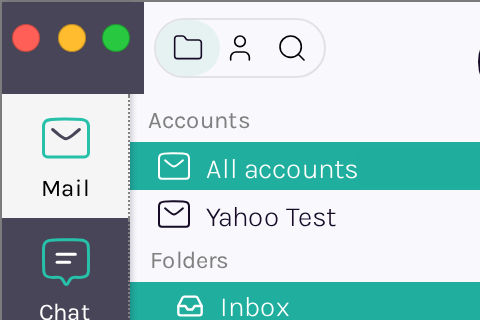 Accounts
All accounts
Mail
Yahoo Test
Folders
Chat
Inbox